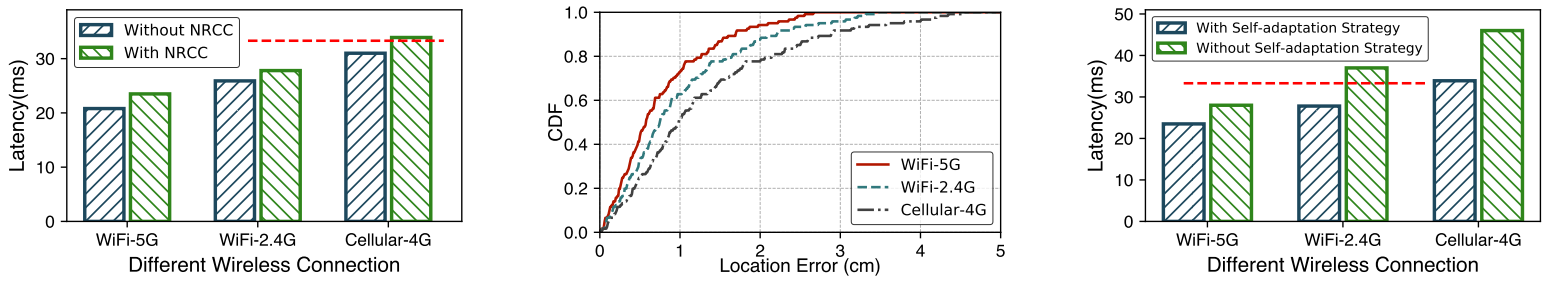 Latency(ms)
30
20
10
0
Without NRCC
With NRCC
WiFi-5G
WiFi-2.4G
Cellular-4G
Different Wireless Connection
CDF
1.0
0.8
0.6
0.4
0.2
0.0
WiFi-5G
WiFi-2.4G
Cellular-4G
0 1 2 3 4 5
Location Error (cm)
Latency(ms)
50
40
30
20
10
0
With Self-adaptation Strategy
Without Self-adaptation Strategy
WiFi-5G
WiFi-2.4G
Cellular-4G
Different Wireless Connection